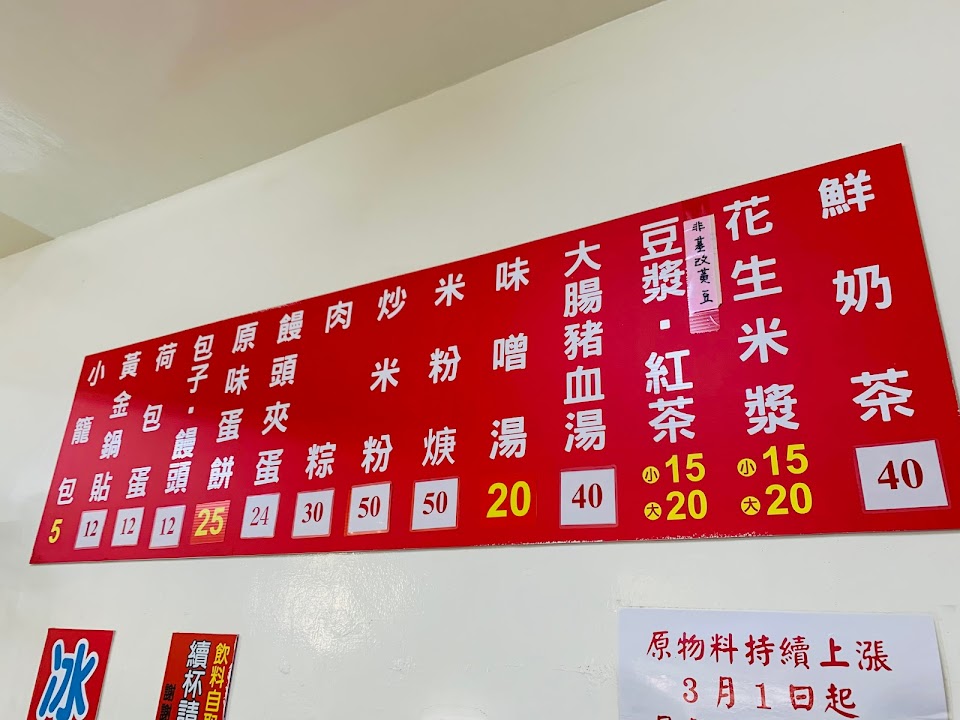 鮮奶茶
40
花生米漿
小15
大20
豆漿・紅茶
非基改黃豆
小15
大20
大腸豬血湯
40
味噌湯
20
米粉焿
50
炒米粉
50
肉粽
30
饅頭夾蛋
24
原味蛋餅
25
包子・饅頭
12
荷包蛋
12
黃金鍋貼
12
小籠包
5
冰
飲料自取
續杯請
謝謝
原物料持續上漲
3月1日起